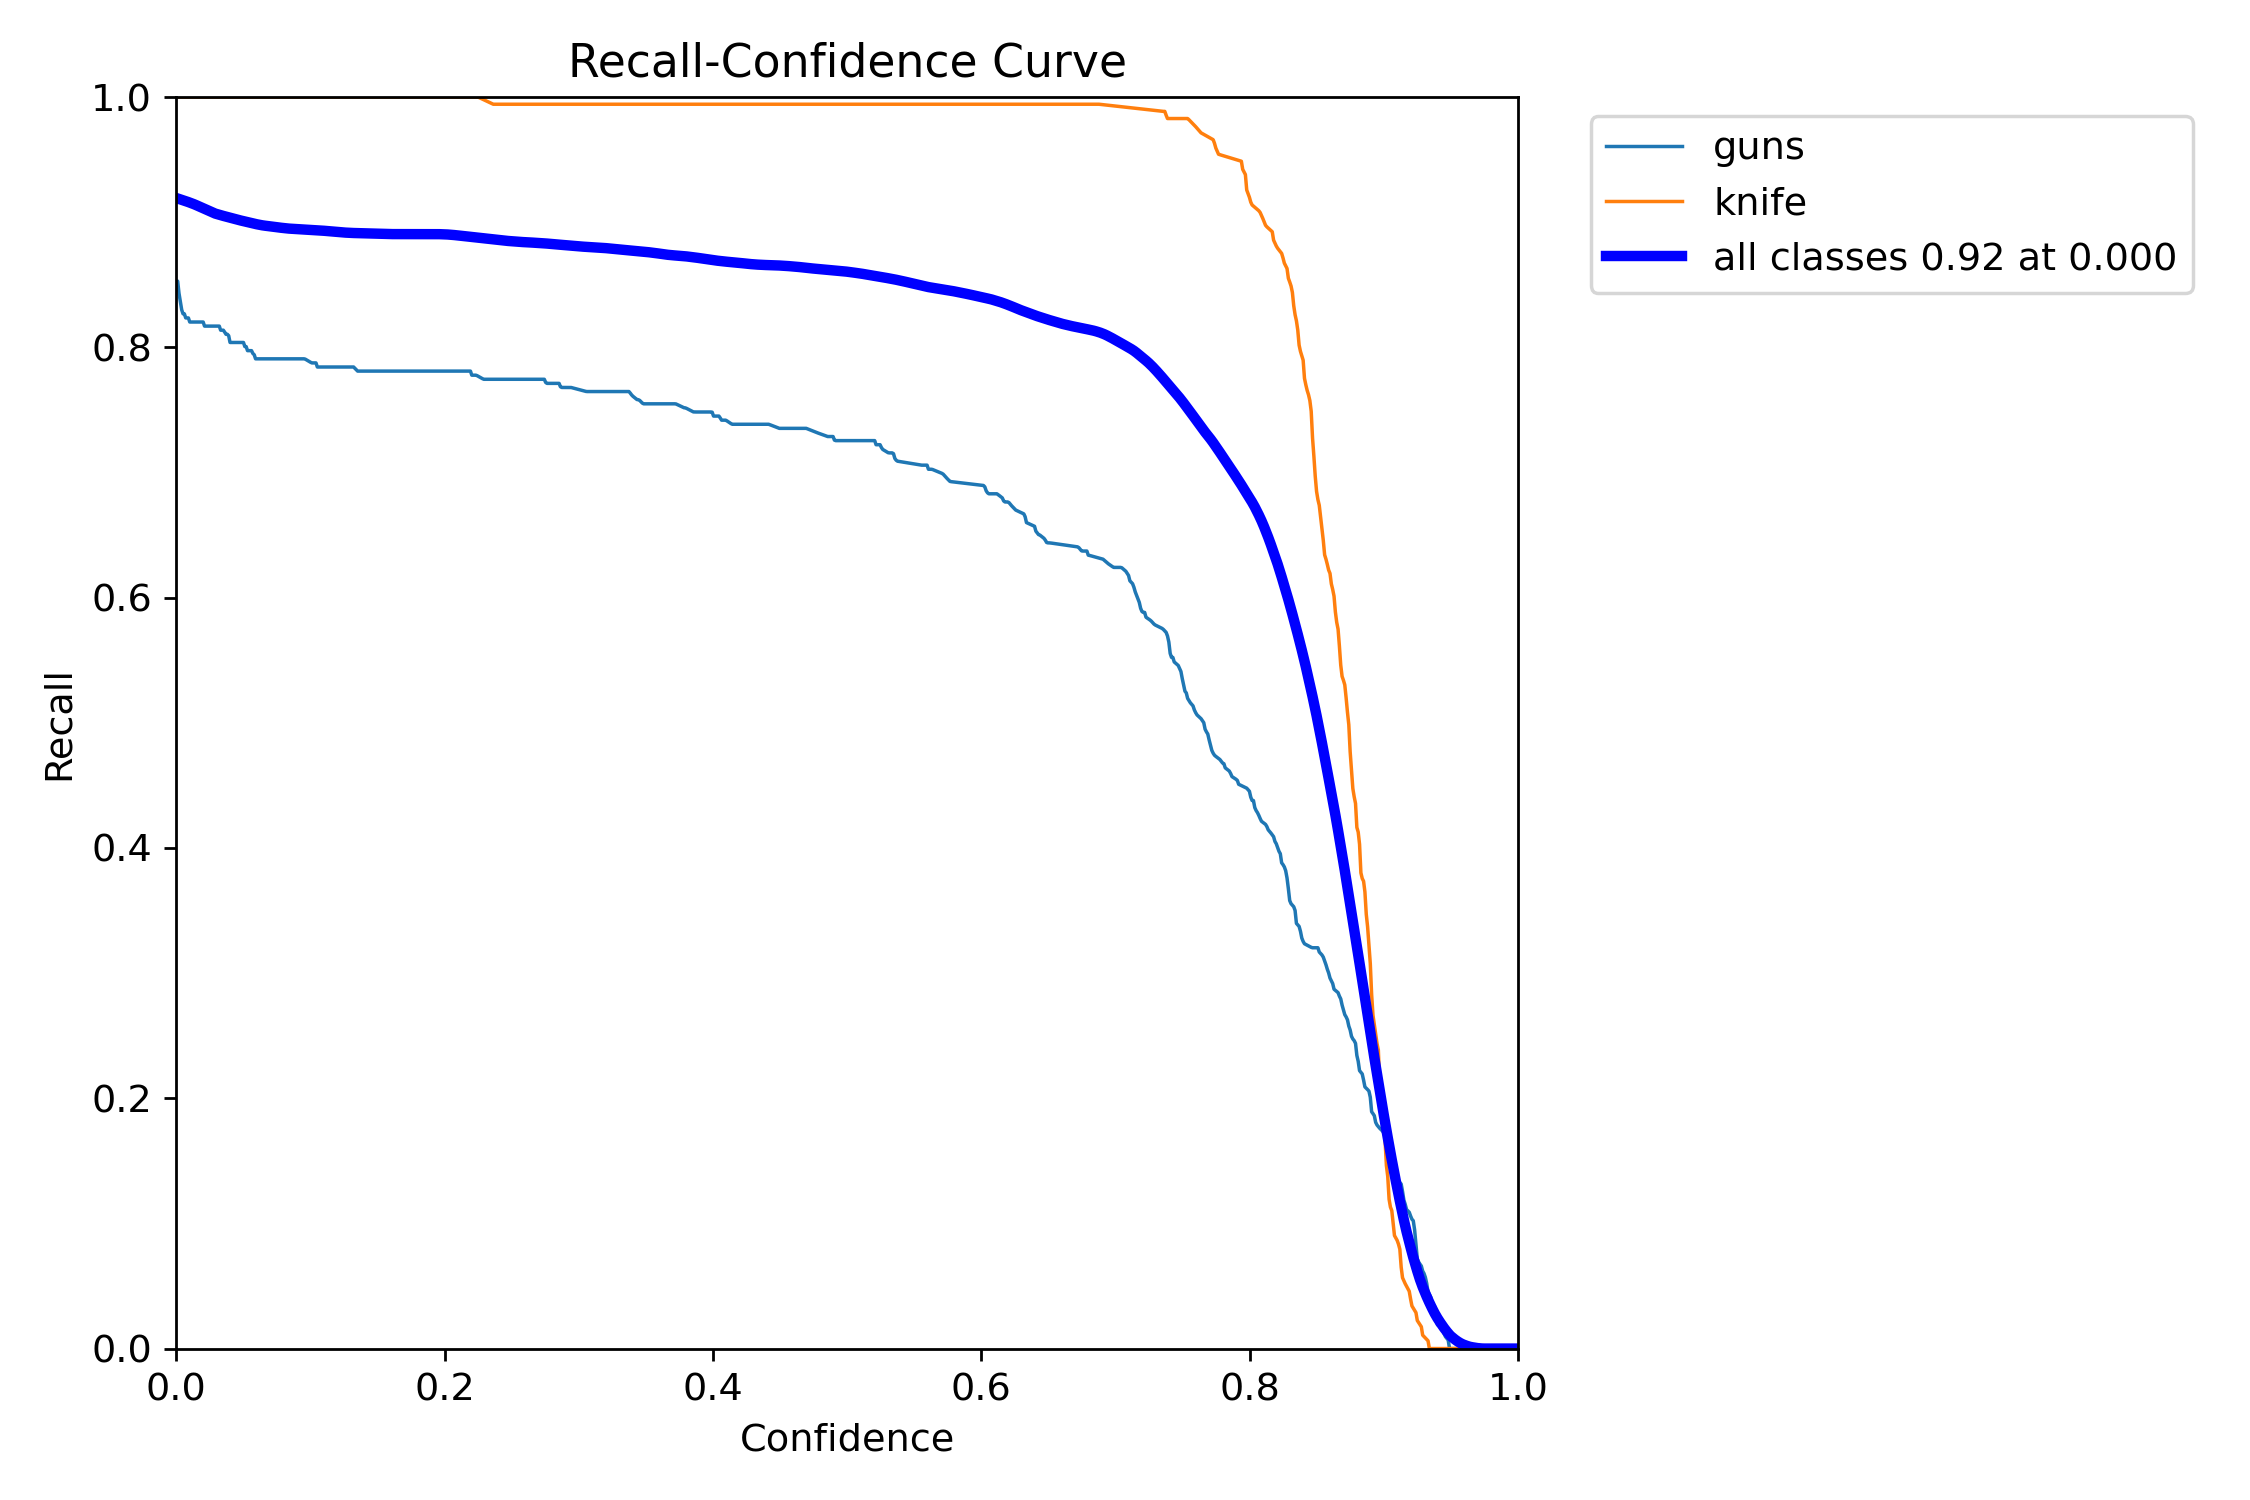 Recall-Confidence Curve
1.0
0.8
0.6
0.4
0.2
0.0
Recall
0.0 0.2 0.4 0.6 0.8 1.0
Confidence
guns
knife
all classes 0.92 at 0.000